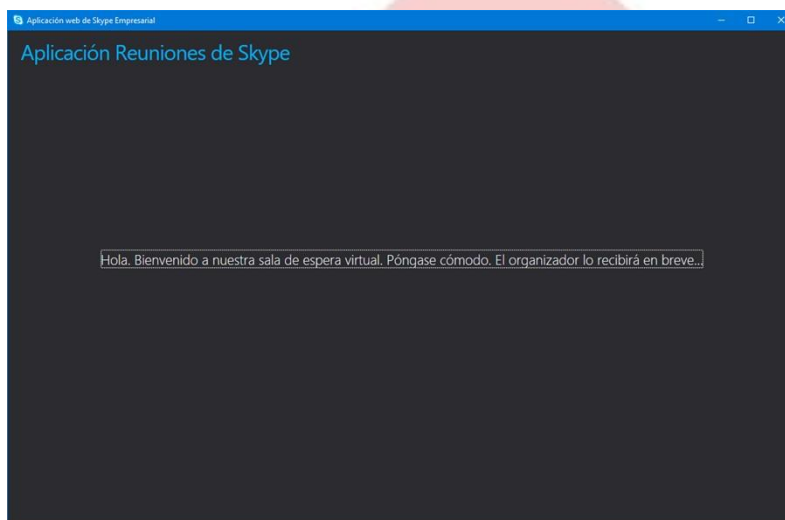 Aplicación web de Skype Empresarial
Aplicación Reuniones de Skype
Hola. Bienvenido a nuestra sala de espera virtual. Póngase cómodo. El organizador lo recibirá en breve...